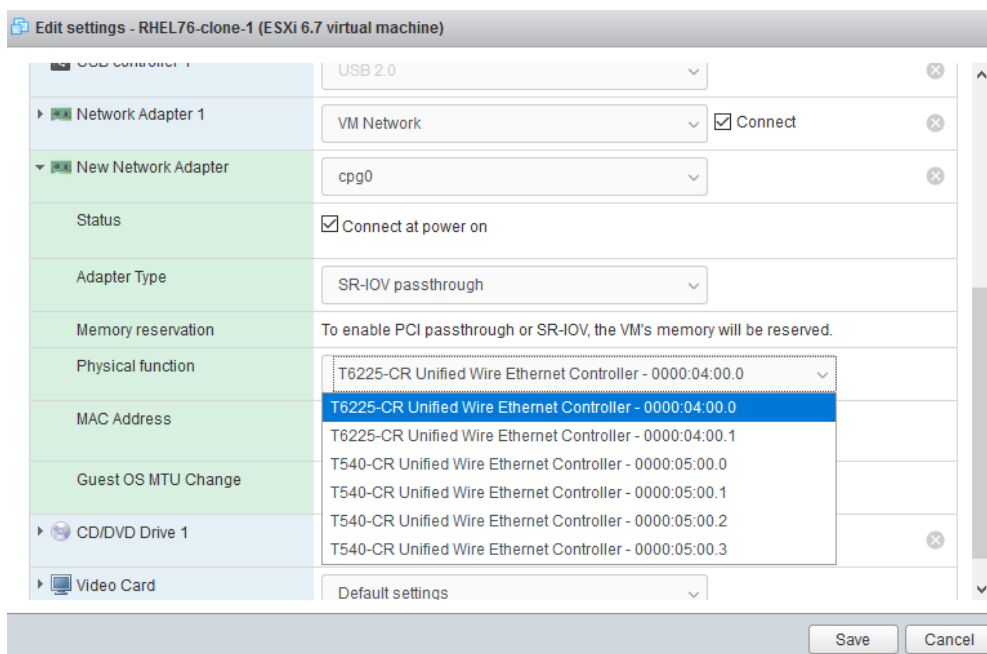 Edit settings - RHEL76-clone-1 (ESXi 6.7 virtual machine)
USB controller 1
USB 2.0
Network Adapter 1
VM Network
Connect
New Network Adapter
cpg0
Status
Connect at power on
Adapter Type
SR-IOV passthrough
Memory reservation
To enable PCI passthrough or SR-IOV, the VM's memory will be reserved.
Physical function
T6225-CR Unified Wire Ethernet Controller - 0000:04:00.0
T6225-CR Unified Wire Ethernet Controller - 0000:04:00.0
MAC Address
T6225-CR Unified Wire Ethernet Controller - 0000:04:00.1
T540-CR Unified Wire Ethernet Controller - 0000:05:00.0
Guest OS MTU Change
T540-CR Unified Wire Ethernet Controller - 0000:05:00.1
T540-CR Unified Wire Ethernet Controller - 0000:05:00.2
CD/DVD Drive 1
T540-CR Unified Wire Ethernet Controller - 0000:05:00.3
Video Card
Default settings
Save
Cancel